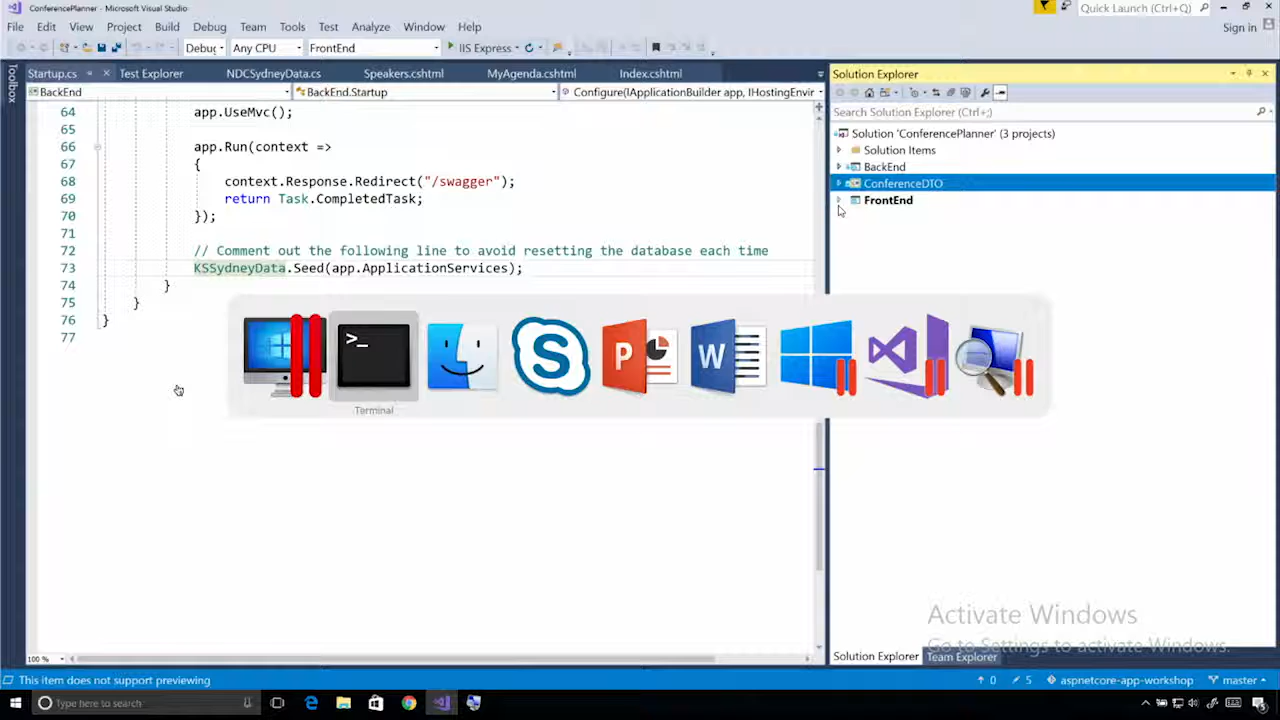 ConferencePlanner - Microsoft Visual Studio
Quick Launch (Ctrl+Q)
File Edit View Project Build Debug Team Tools Test Analyze Window Help
Sign in
Debug Any CPU FrontEnd IIS Express
Toolbox
Startup.cs Test Explorer NDCSydneyData.cs Speakers.cshtml MyAgenda.cshtml Index.cshtml
BackEnd BackEnd.Startup Configure(IApplicationBuilder app, IHostingEnvir
64 app.UseMvc();
65
66 app.Run(context =>
67 {
68 context.Response.Redirect("/swagger");
69 return Task.CompletedTask;
70 });
71
72 // Comment out the following line to avoid resetting the database each time
73 KSSydneyData.Seed(app.ApplicationServices);
74 }
75 }
76 }
77
Solution Explorer
Search Solution Explorer (Ctrl+;)
Solution 'ConferencePlanner' (3 projects)
Solution Items
BackEnd
ConferenceDTO
FrontEnd
>_
S
P
W
Terminal
Activate Windows
Go to Settings to activate Windows.
100 %
Solution Explorer Team Explorer
This item does not support previewing
0 5 aspnetcore-app-workshop master
Type here to search